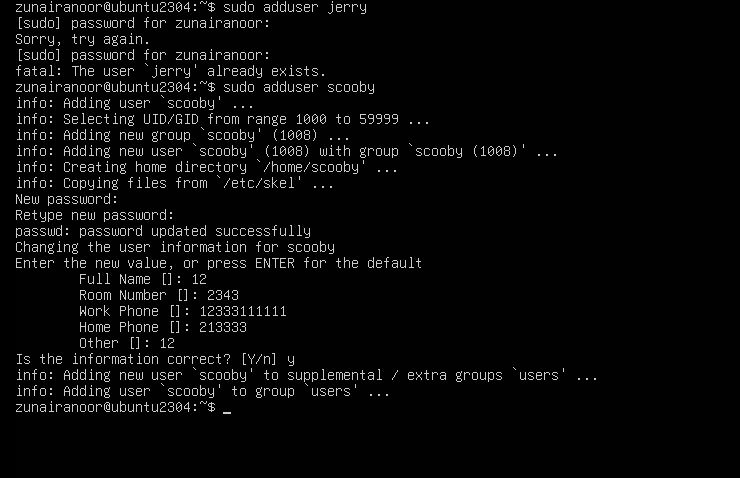 zunairanoor@ubuntu2304:~$ sudo adduser jerry
[sudo] password for zunairanoor:
Sorry, try again.
[sudo] password for zunairanoor:
fatal: The user `jerry' already exists.
zunairanoor@ubuntu2304:~$ sudo adduser scooby
info: Adding user `scooby' ...
info: Selecting UID/GID from range 1000 to 59999 ...
info: Adding new group `scooby' (1008) ...
info: Adding new user `scooby' (1008) with group `scooby (1008)' ...
info: Creating home directory `/home/scooby' ...
info: Copying files from `/etc/skel' ...
New password:
Retype new password:
passwd: password updated successfully
Changing the user information for scooby
Enter the new value, or press ENTER for the default
        Full Name []: 12
        Room Number []: 2343
        Work Phone []: 12333111111
        Home Phone []: 213333
        Other []: 12
Is the information correct? [Y/n] y
info: Adding new user `scooby' to supplemental / extra groups `users' ...
info: Adding user `scooby' to group `users' ...
zunairanoor@ubuntu2304:~$ _